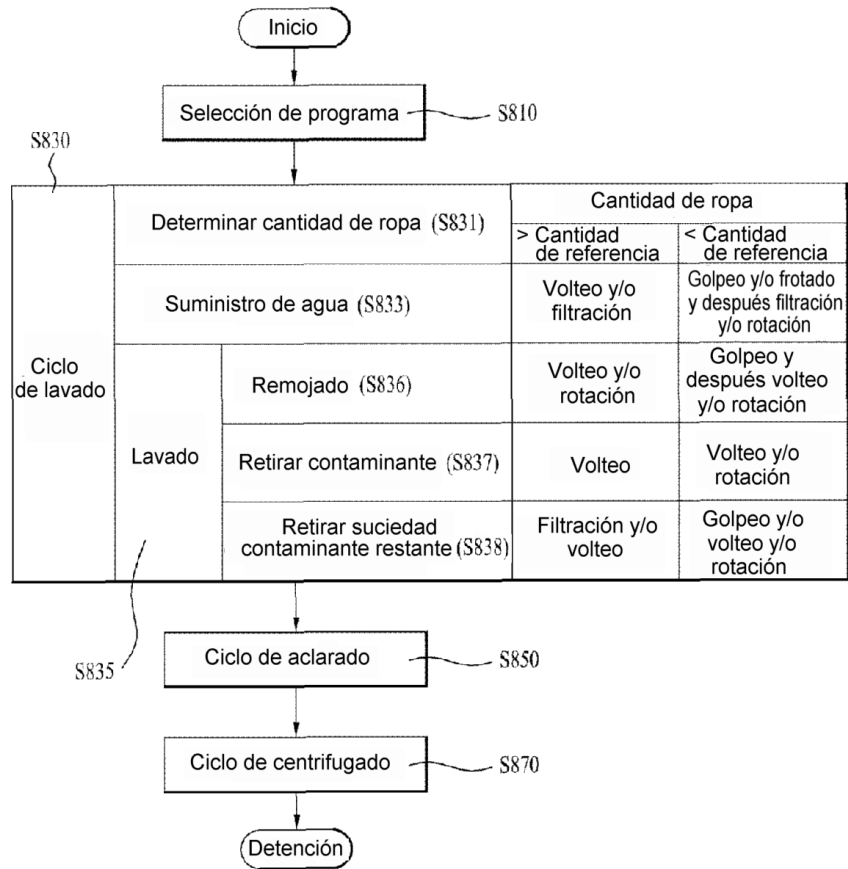 Inicio
Selección de programa
S810
S830
Ciclo
de lavado
Determinar cantidad de ropa (S831)
Cantidad de ropa
> Cantidad
de referencia
< Cantidad
de referencia
Suministro de agua (S833)
Volteo y/o
filtración
Golpeo y/o frotado
y después filtración
y/o rotación
Lavado
Remojado (S836)
Volteo y/o
rotación
Golpeo y
después volteo
y/o rotación
Retirar contaminante (S837)
Volteo
Volteo y/o
rotación
Retirar suciedad
contaminante restante (S838)
Filtración y/o
volteo
Golpeo y/o
volteo y/o
rotación
S835
Ciclo de aclarado
S850
Ciclo de centrifugado
S870
Detención